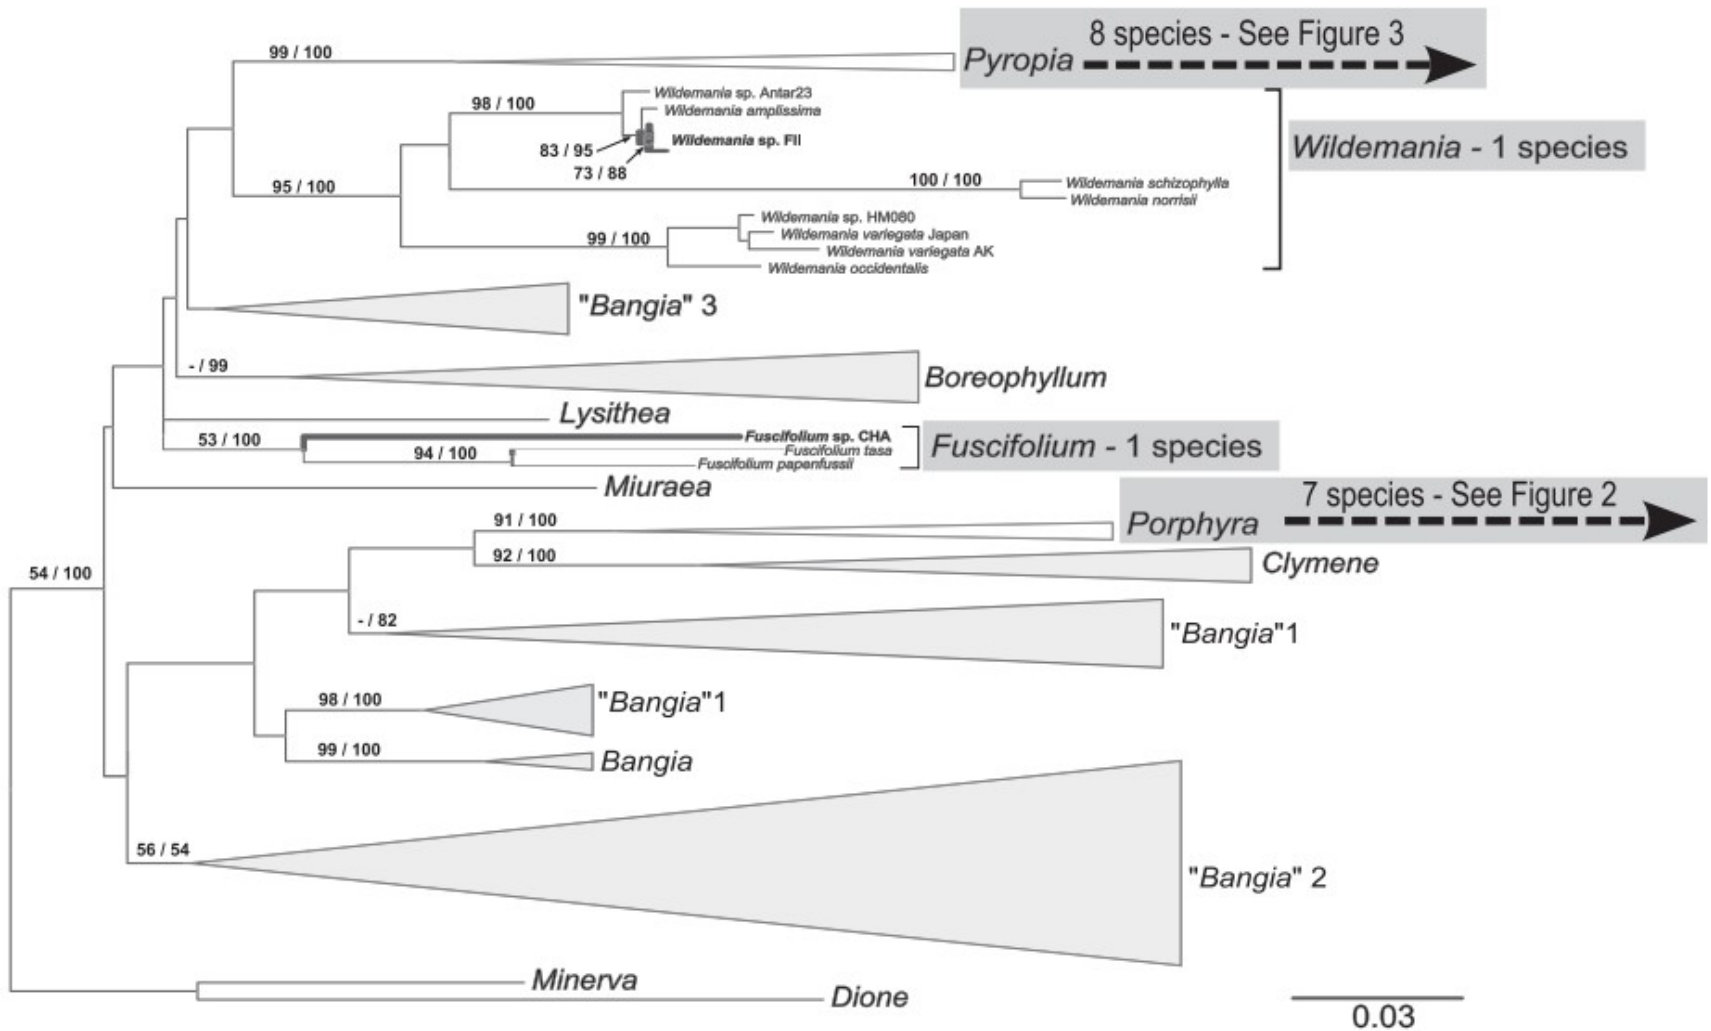 8 species - See Figure 3
99 / 100
Pyropia
Wildemania sp. Antar23
98 / 100
Wildemania amplissima
Wildemania sp. FII
83 / 95
73 / 88
Wildemania - 1 species
95 / 100
100 / 100
Wildemania schizophylla
Wildemania norrisii
Wildemania sp. HM080
Wildemania variegata Japan
99 / 100
Wildemania variegata AK
Wildemania occidentalis
"Bangia" 3
- / 99
Boreophyllum
Lysithea
53 / 100
Fuscifolium sp. CHA
Fuscifolium tasa
94 / 100
Fuscifolium papenfussii
Fuscifolium - 1 species
Miuraea
7 species - See Figure 2
91 / 100
Porphyra
92 / 100
Clymene
54 / 100
- / 82
"Bangia"1
98 / 100
"Bangia"1
99 / 100
Bangia
56 / 54
"Bangia" 2
Minerva
Dione
0.03